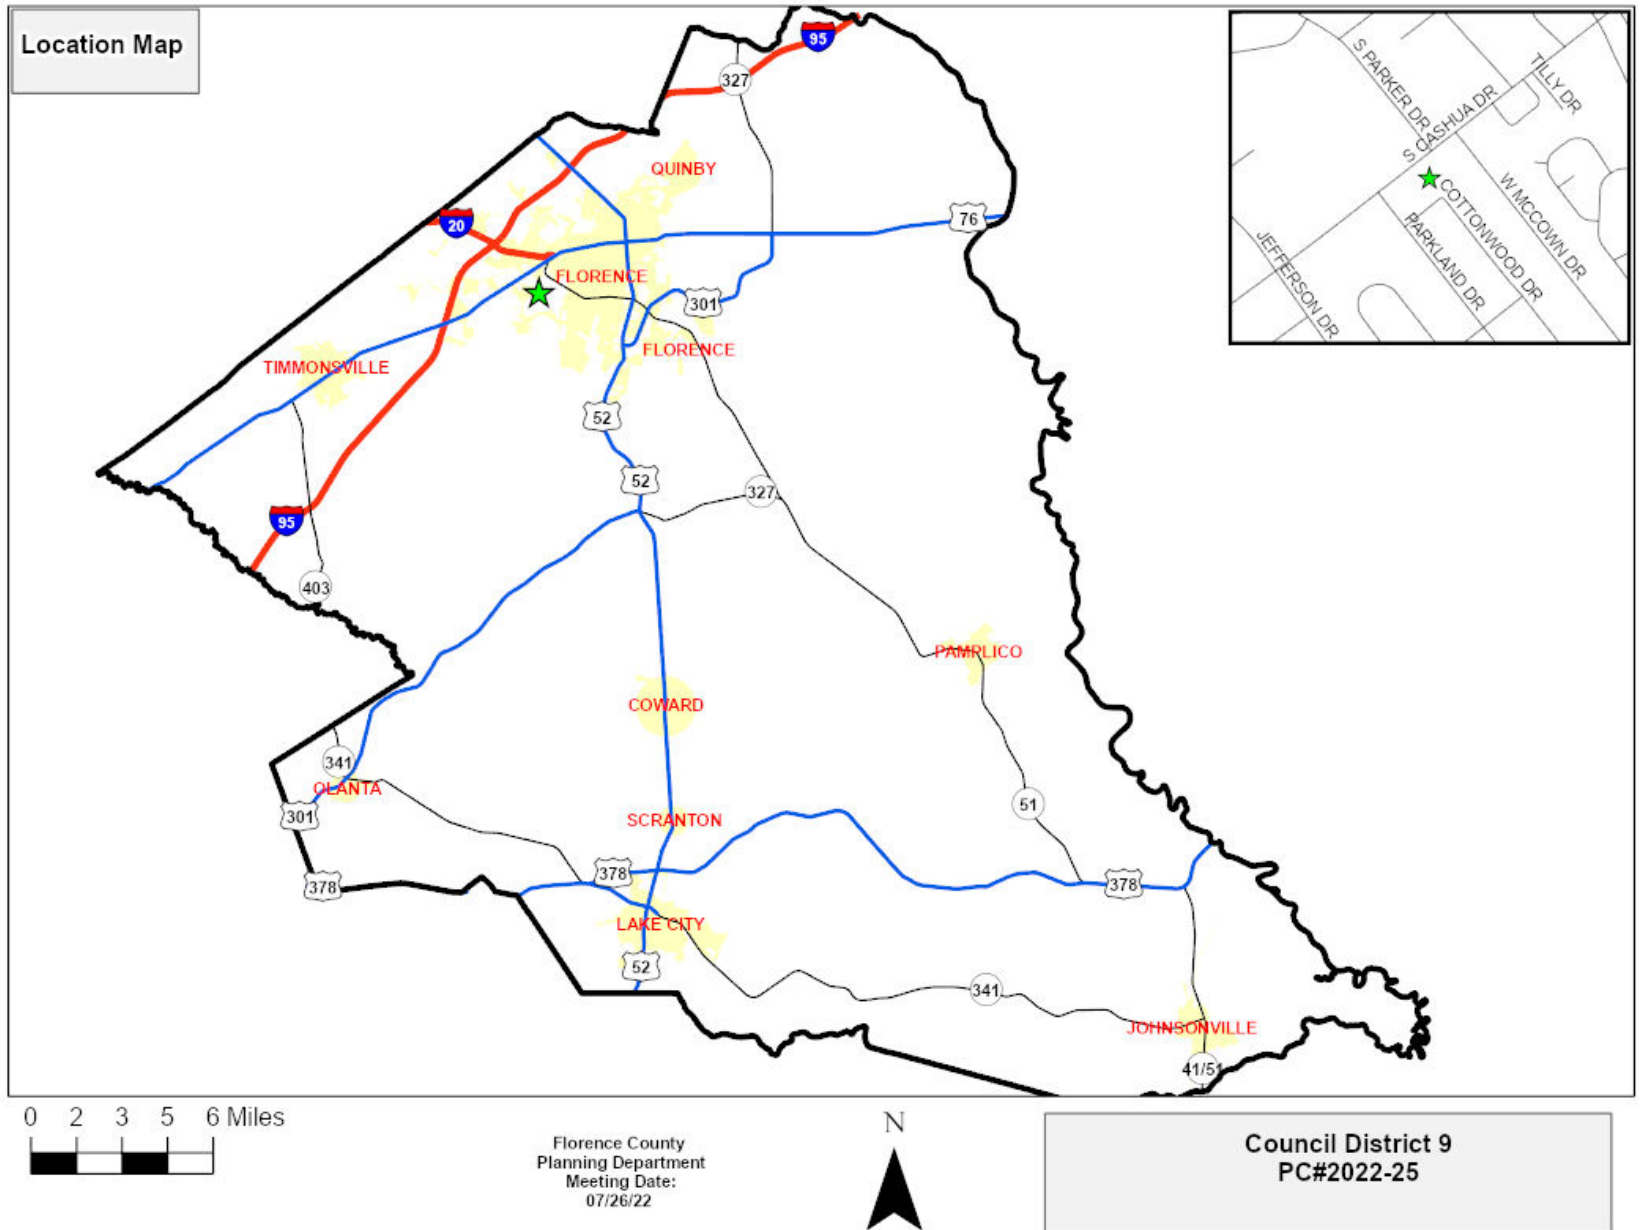 Location Map
95
327
S PARKER DR
TILLY DR
S CASHUA DR
QUINBY
20
76
W MCCOWN DR
COTTONWOOD DR
PARKLAND DR
JEFFERSON DR
FLORENCE
301
FLORENCE
TIMMONSVILLE
52
52
327
95
403
PAMPLICO
COWARD
341
OLANTA
301
51
SCRANTON
378
378
378
LAKE CITY
52
341
JOHNSONVILLE
41/51
0 2 3 5 6 Miles
N
Florence County
Planning Department
Meeting Date:
07/26/22
Council District 9
PC#2022-25